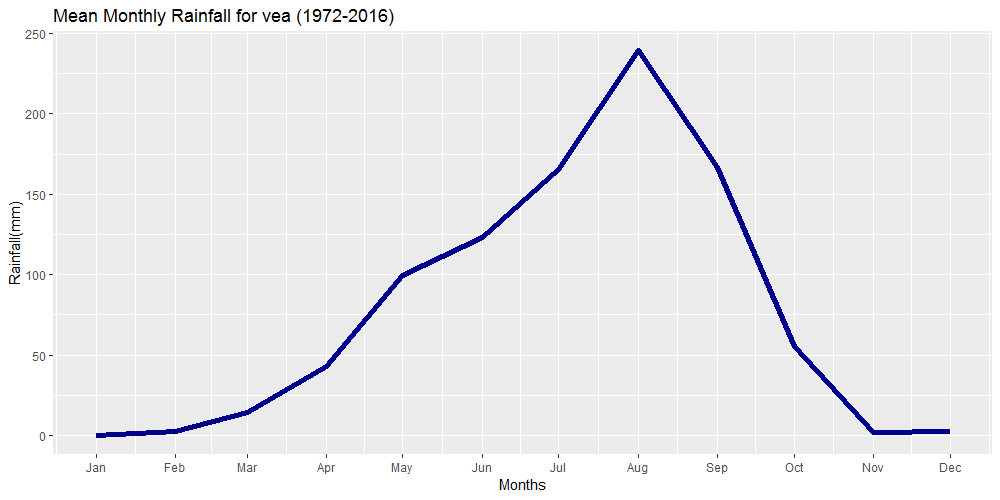 Mean Monthly Rainfall for vea (1972-2016)
Rainfall(mm)
250
200
150
100
50
0
Jan Feb Mar Apr May Jun Jul Aug Sep Oct Nov Dec
Months